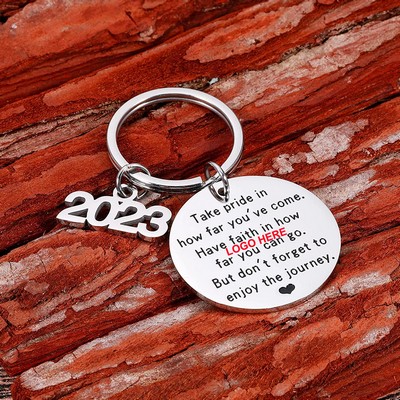 2023
Take pride in
how far you've come.
Have faith in how
LOGO HERE
far you can go.
But don't forget to
enjoy the journey.